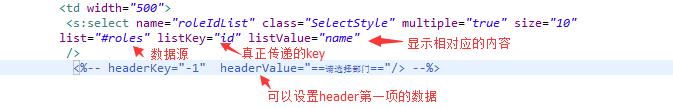 <td width="500">
<s:select name="roleIdList" class="SelectStyle" multiple="true" size="10"
list="#roles" listKey="id" listValue="name"
显示相对应的内容
/>
数据源
真正传递的key
<%-- headerKey="-1" headerValue="==请选择部门=="/> --%>
可以设置header第一项的数据